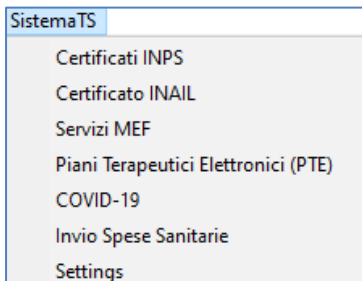 SistemaTS
Certificati INPS
Certificato INAIL
Servizi MEF
Piani Terapeutici Elettronici (PTE)
COVID-19
Invio Spese Sanitarie
Settings